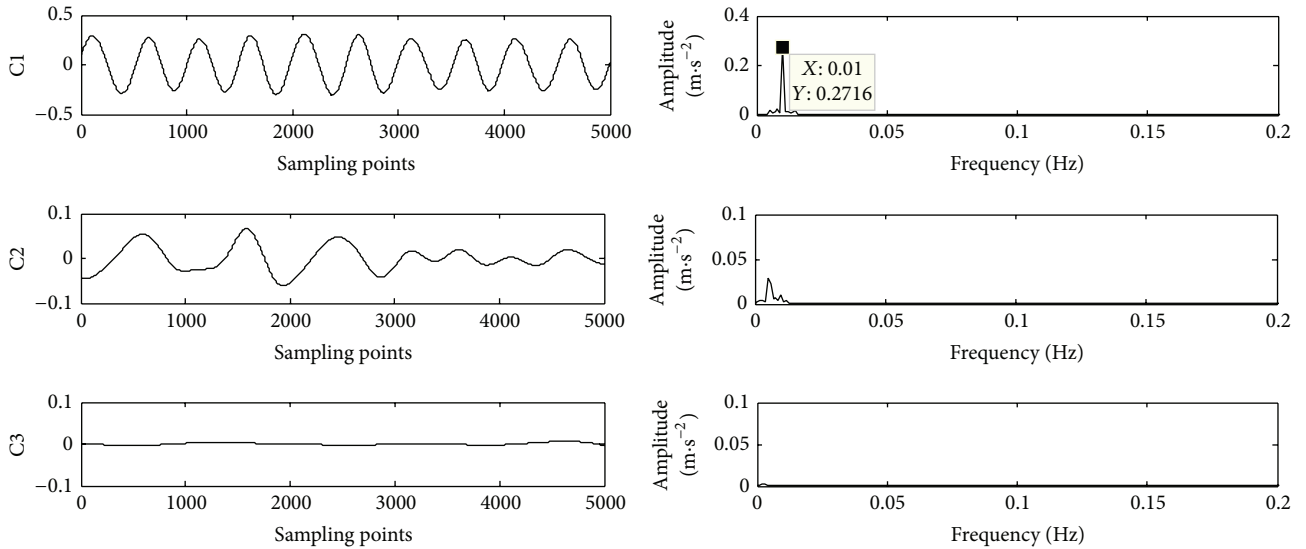 0.5
0
−0.5
C1
0 1000 2000 3000 4000 5000
Sampling points
0.4
0.2
0
Amplitude
(m·s⁻²)
X: 0.01
Y: 0.2716
0 0.05 0.1 0.15 0.2
Frequency (Hz)
0.1
0
−0.1
C2
0 1000 2000 3000 4000 5000
Sampling points
0.1
0.05
0
Amplitude
(m·s⁻²)
0 0.05 0.1 0.15 0.2
Frequency (Hz)
0.1
0
−0.1
C3
0 1000 2000 3000 4000 5000
Sampling points
0.1
0.05
0
Amplitude
(m·s⁻²)
0 0.05 0.1 0.15 0.2
Frequency (Hz)